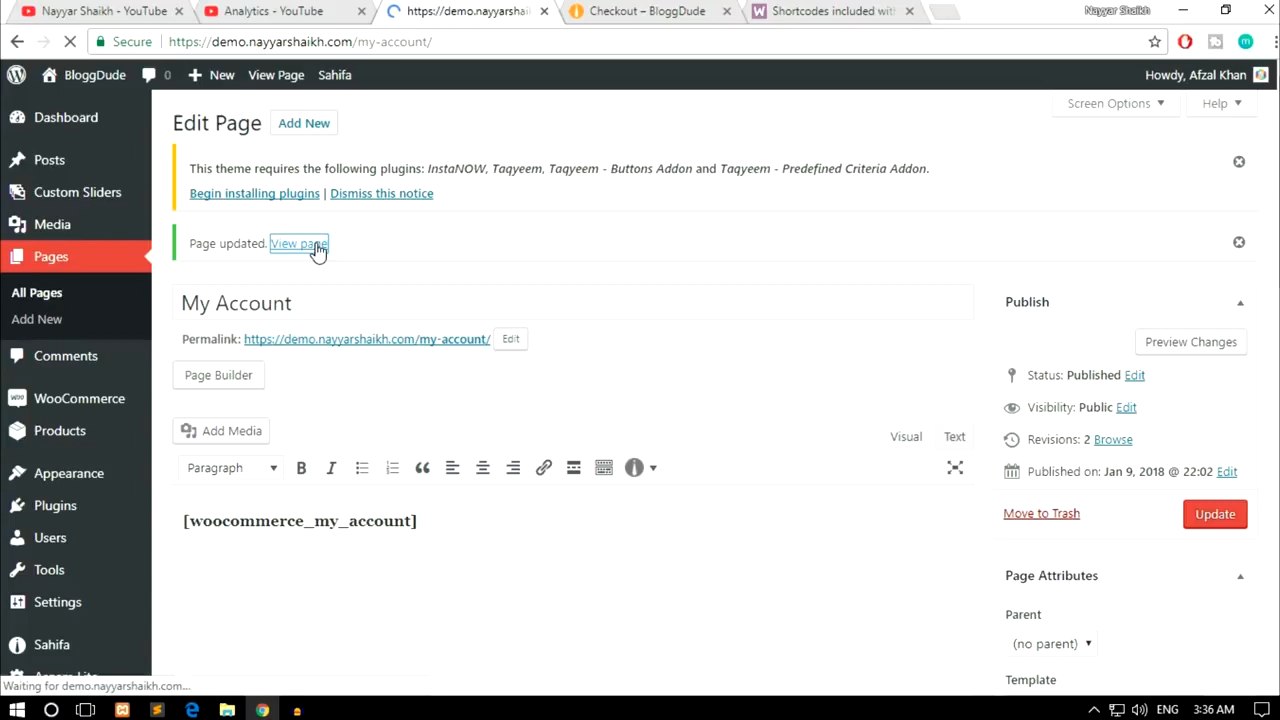 Nayyar Shaikh - YouTube
Analytics - YouTube
https://demo.nayyarshai
Checkout – BloggDude
Shortcodes included wit
Nayyar Shaikh
Secure
https://demo.nayyarshaikh.com/my-account/
BloggDude
0
New
View Page
Sahifa
Howdy, Afzal Khan
Dashboard
Posts
Custom Sliders
Media
Pages
All Pages
Add New
Comments
WooCommerce
Products
Appearance
Plugins
Users
Tools
Settings
Sahifa
Edit Page
Add New
Screen Options
Help
This theme requires the following plugins: InstaNOW, Taqyeem, Taqyeem - Buttons Addon and Taqyeem - Predefined Criteria Addon.
Begin installing plugins | Dismiss this notice
Page updated. View page
My Account
Permalink: https://demo.nayyarshaikh.com/my-account/ Edit
Page Builder
Add Media
Visual
Text
Paragraph
B
I
[woocommerce_my_account]
Publish
Preview Changes
Status: Published Edit
Visibility: Public Edit
Revisions: 2 Browse
Published on: Jan 9, 2018 @ 22:02 Edit
Move to Trash
Update
Page Attributes
Parent
(no parent)
Template
Waiting for demo.nayyarshaikh.com...
ENG
3:36 AM